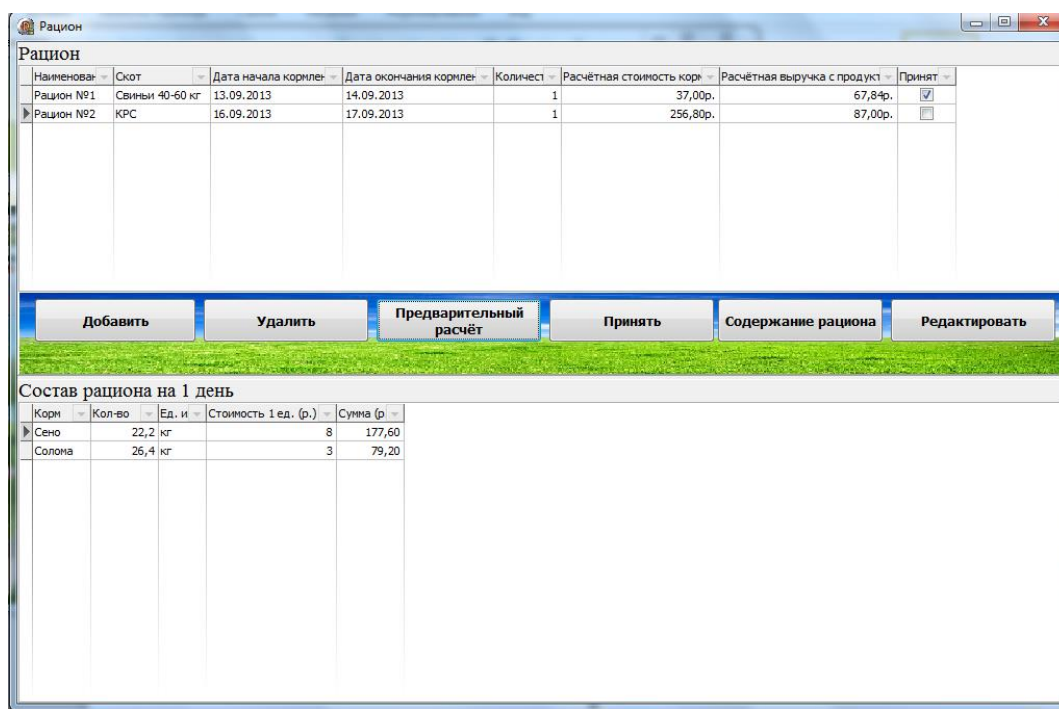 Рацион
Рацион
Наименован Скот Дата начала кормлен Дата окончания кормлен Количест Расчётная стоимость корм Расчётная выручка с продукт Принят
Рацион №1 Свиньи 40-60 кг 13.09.2013 14.09.2013 1 37,00р. 67,84р.
Рацион №2 КРС 16.09.2013 17.09.2013 1 256,80р. 87,00р.
Добавить Удалить Предварительный расчёт Принять Содержание рациона Редактировать
Состав рациона на 1 день
Корм Кол-во Ед. и Стоимость 1 ед. (р.) Сумма (р
Сено 22,2 кг 8 177,60
Солома 26,4 кг 3 79,20